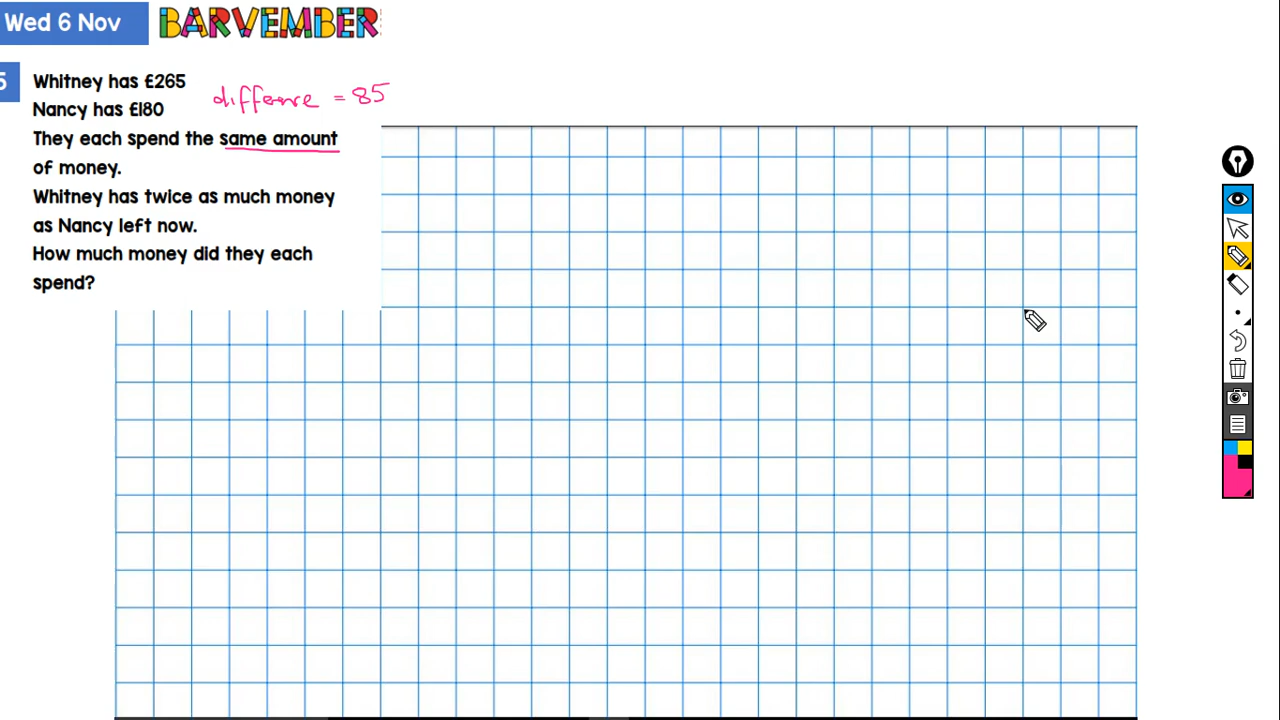 Wed 6 Nov
BARVEMBER
5
Whitney has £265
Nancy has £180
difference = 85
They each spend the same amount
of money.
Whitney has twice as much money
as Nancy left now.
How much money did they each
spend?